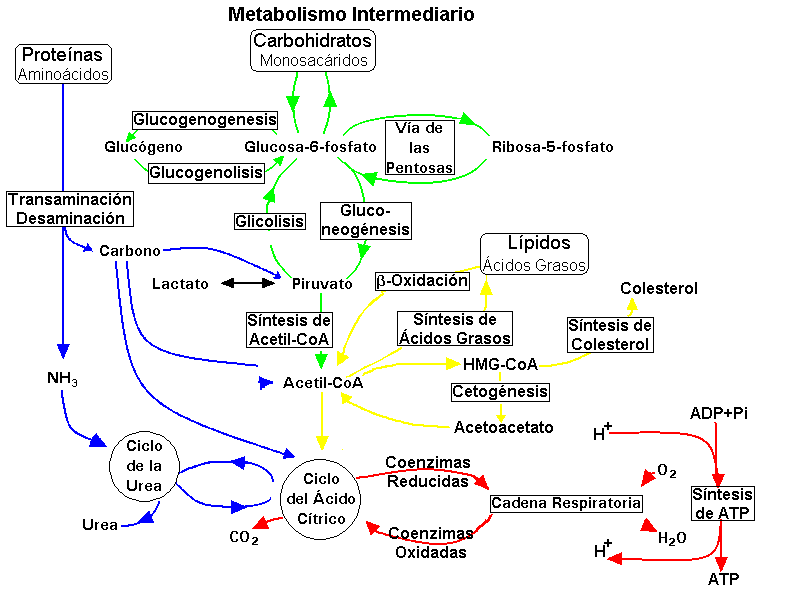 Metabolismo Intermediario
Carbohidratos
Monosacáridos
Proteínas
Aminoácidos
Glucogenogenesis
Glucógeno
Glucosa-6-fosfato
Vía de
las
Pentosas
Ribosa-5-fosfato
Glucogenolisis
Transaminación
Desaminación
Glicolisis
Gluco-
neogénesis
Carbono
Lípidos
Ácidos Grasos
Lactato
Piruvato
β-Oxidación
Colesterol
Síntesis de
Acetil-CoA
Síntesis de
Ácidos Grasos
Síntesis de
Colesterol
NH₃
Acetil-CoA
HMG-CoA
Cetogénesis
Acetoacetato
ADP+Pi
H⁺
Ciclo
de la
Urea
Ciclo
del Ácido
Cítrico
Coenzimas
Reducidas
O₂
Cadena Respiratoria
Síntesis
de ATP
Urea
CO₂
Coenzimas
Oxidadas
H₂O
H⁺
ATP